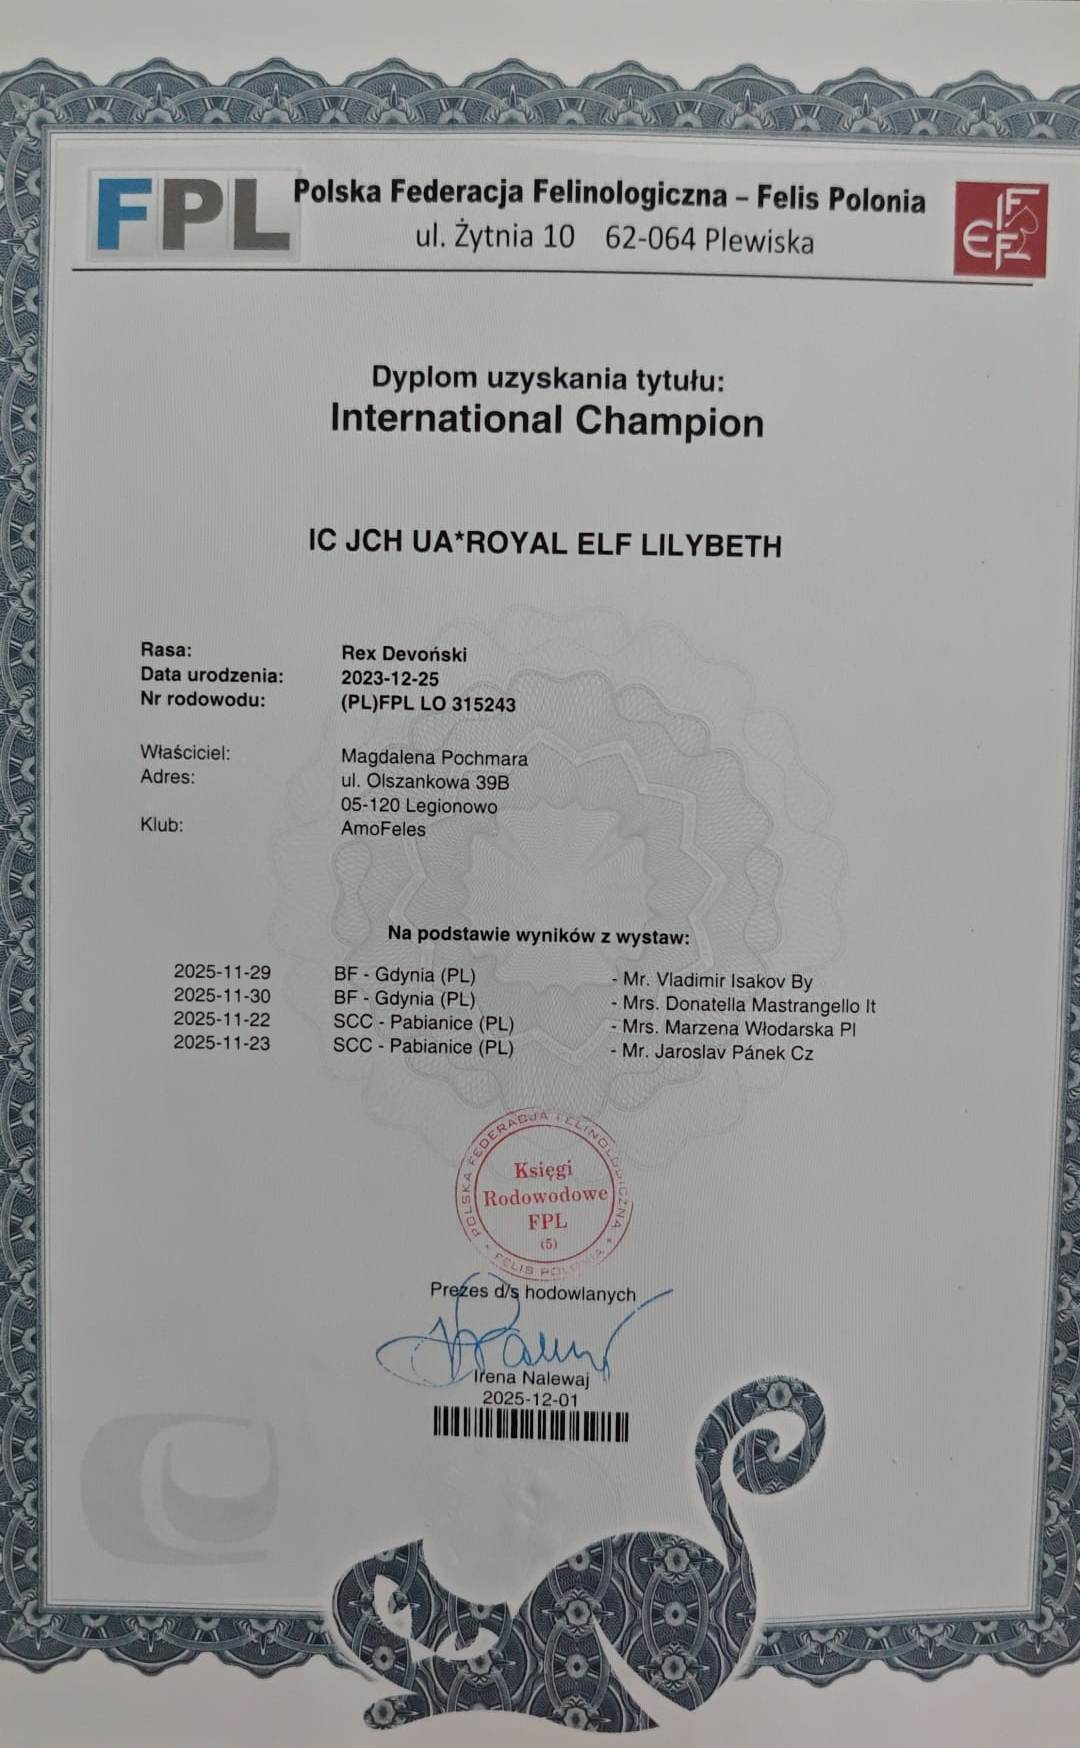 FPL
Polska Federacja Felinologiczna – Felis Polonia
ul. Żytnia 10 62-064 Plewiska
FIFe
Dyplom uzyskania tytułu:
International Champion
IC JCH UA*ROYAL ELF LILYBETH
Rasa: Rex Devoński
Data urodzenia: 2023-12-25
Nr rodowodu: (PL)FPL LO 315243
Właściciel: Magdalena Pochmara
Adres: ul. Olszankowa 39B
05-120 Legionowo
Klub: AmoFeles
Na podstawie wyników z wystaw:
2025-11-29 BF - Gdynia (PL) - Mr. Vladimir Isakov By
2025-11-30 BF - Gdynia (PL) - Mrs. Donatella Mastrangello It
2025-11-22 SCC - Pabianice (PL) - Mrs. Marzena Włodarska Pl
2025-11-23 SCC - Pabianice (PL) - Mr. Jaroslav Pánek Cz
POLSKA FEDERACJA FELINOLOGICZNA
Księgi
Rodowodowe
FPL
(5)
FELIS POLONIA
Prezes d/s hodowlanych
Irena Nalewaj
2025-12-01